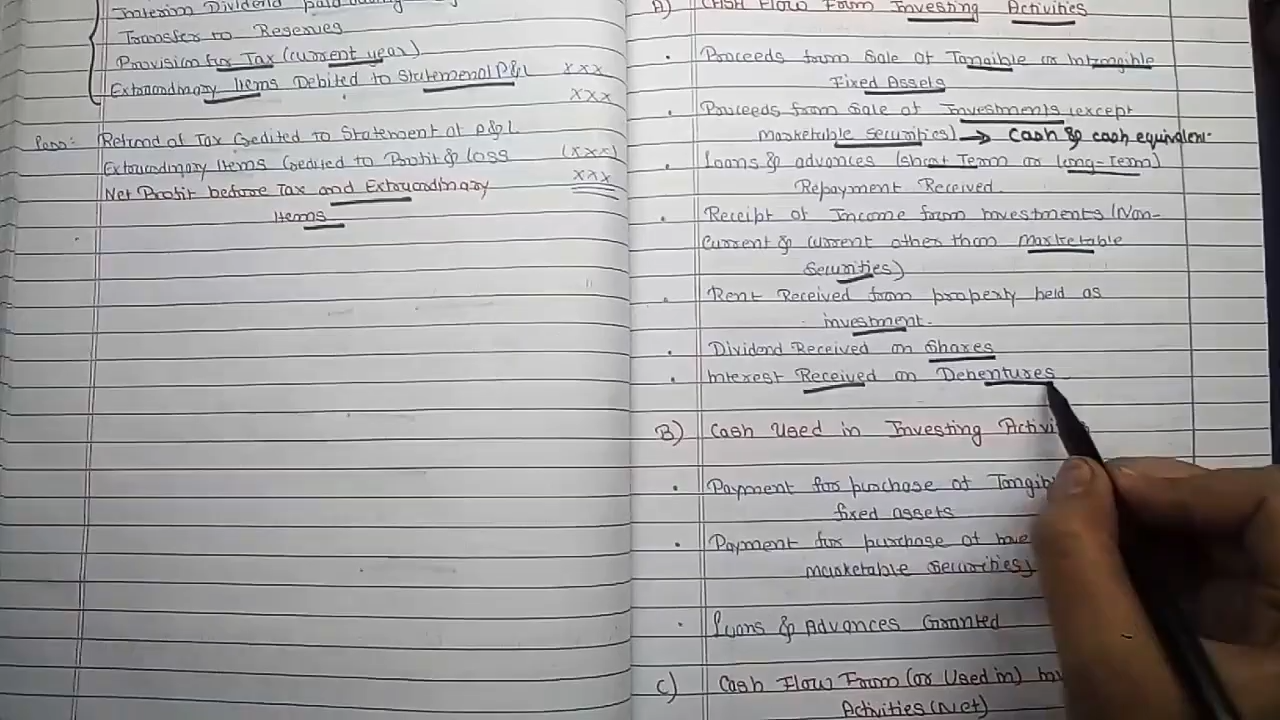 Interim Dividend paid during
Transfer to Reserves
Provision for Tax (current year)
Extraordinary Items Debited to Statement of P&L xxx
xxx
Less: Refund of Tax Credited to Statement of P&L
Extraordinary Items Credited to Profit & Loss (xxx)
Net Profit before Tax and Extraordinary xxx
Items
A) Cash Flow From Investing Activities
• Proceeds from Sale of Tangible or Intangible
Fixed Assets
• Proceeds from Sale of Investments (except
marketable securities) → Cash & cash equivalent.
• Loans & advances (Short Term or Long-Term)
Repayment Received.
• Receipt of Income from investments (Non-
Current & current other than Marketable
Securities)
• Rent Received from property held as
investment.
• Dividend Received on Shares
• Interest Received on Debentures
B) Cash Used in Investing
• Payment for purchase of
fixed assets
• Payment for purchase of
marketable Securities)
• Loans & Advances Granted
C) Cash Flow From (or Used in)
Activities (Net)